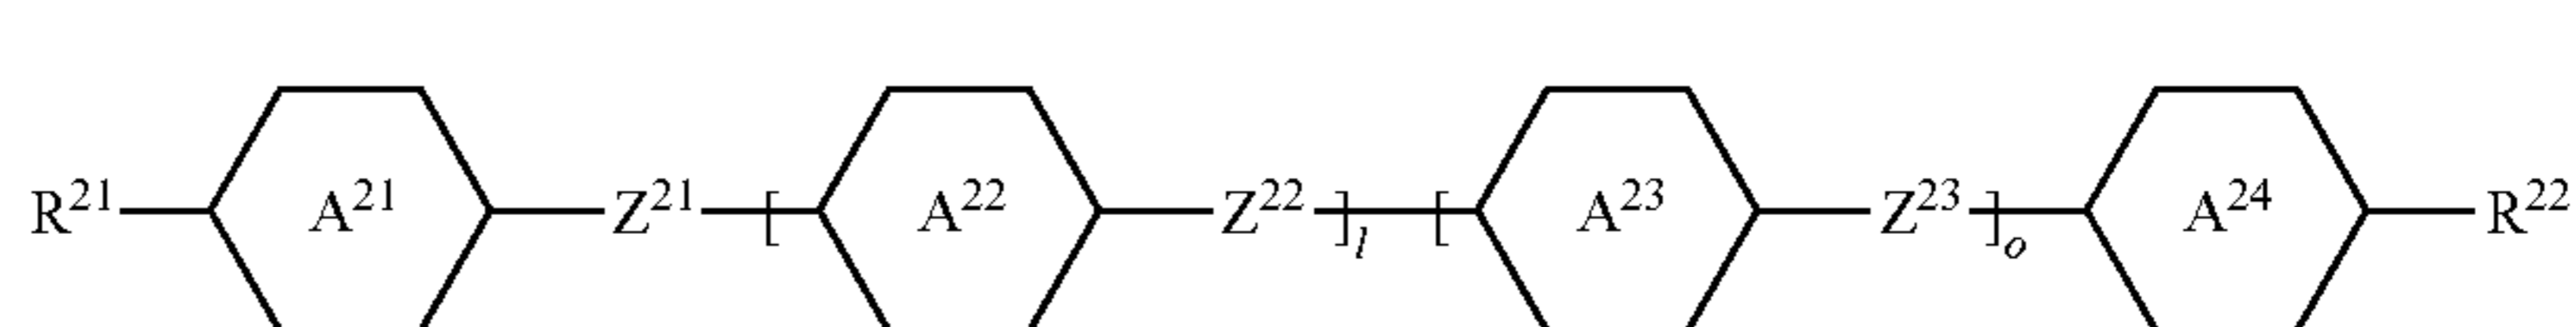 R²¹ A²¹ Z²¹ [ A²² Z²² ]ₗ [ A²³ Z²³ ]ₒ A²⁴ R²²